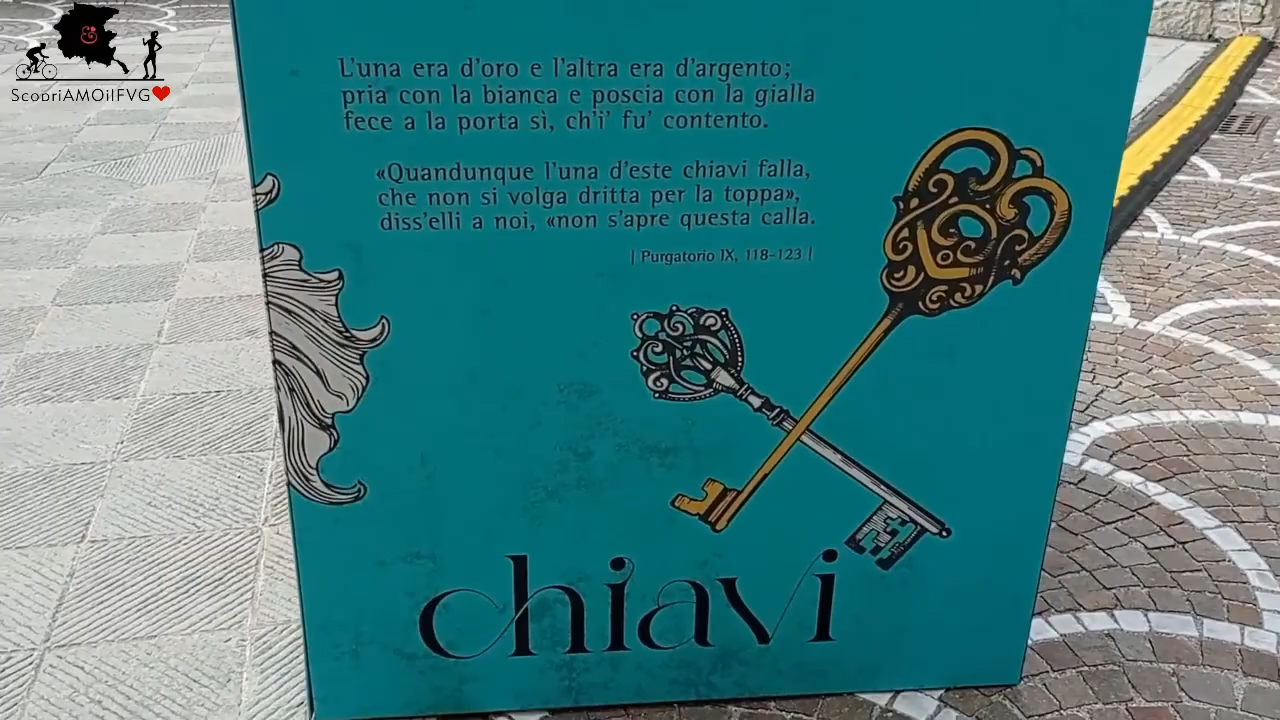 &
ScopriAMOilFVG
L'una era d'oro e l'altra era d'argento;
pria con la bianca e poscia con la gialla
fece a la porta sì, ch'i' fu' contento.
«Quandunque l'una d'este chiavi falla,
che non si volga dritta per la toppa»,
diss'elli a noi, «non s'apre questa calla.
| Purgatorio IX, 118-123 |
chiavi